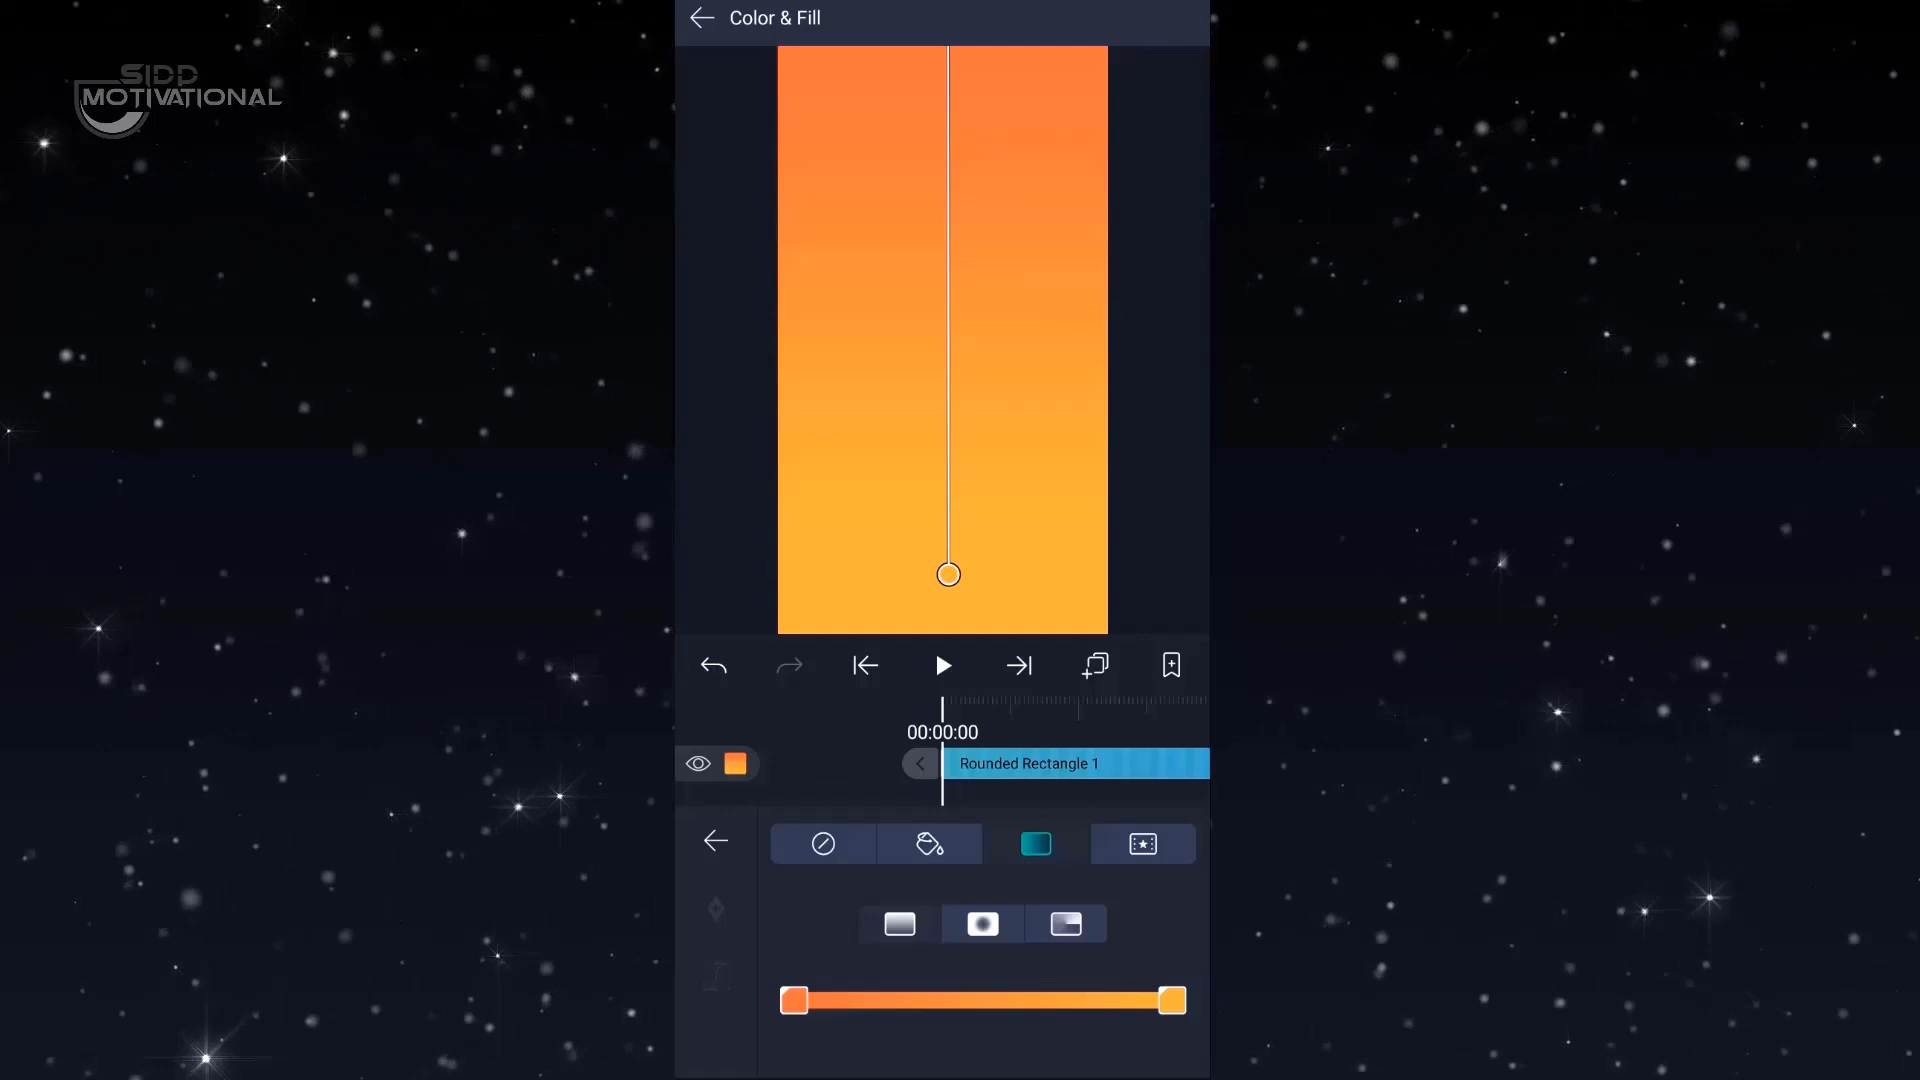 Color & Fill
SIDD
MOTIVATIONAL
00:00:00
Rounded Rectangle 1